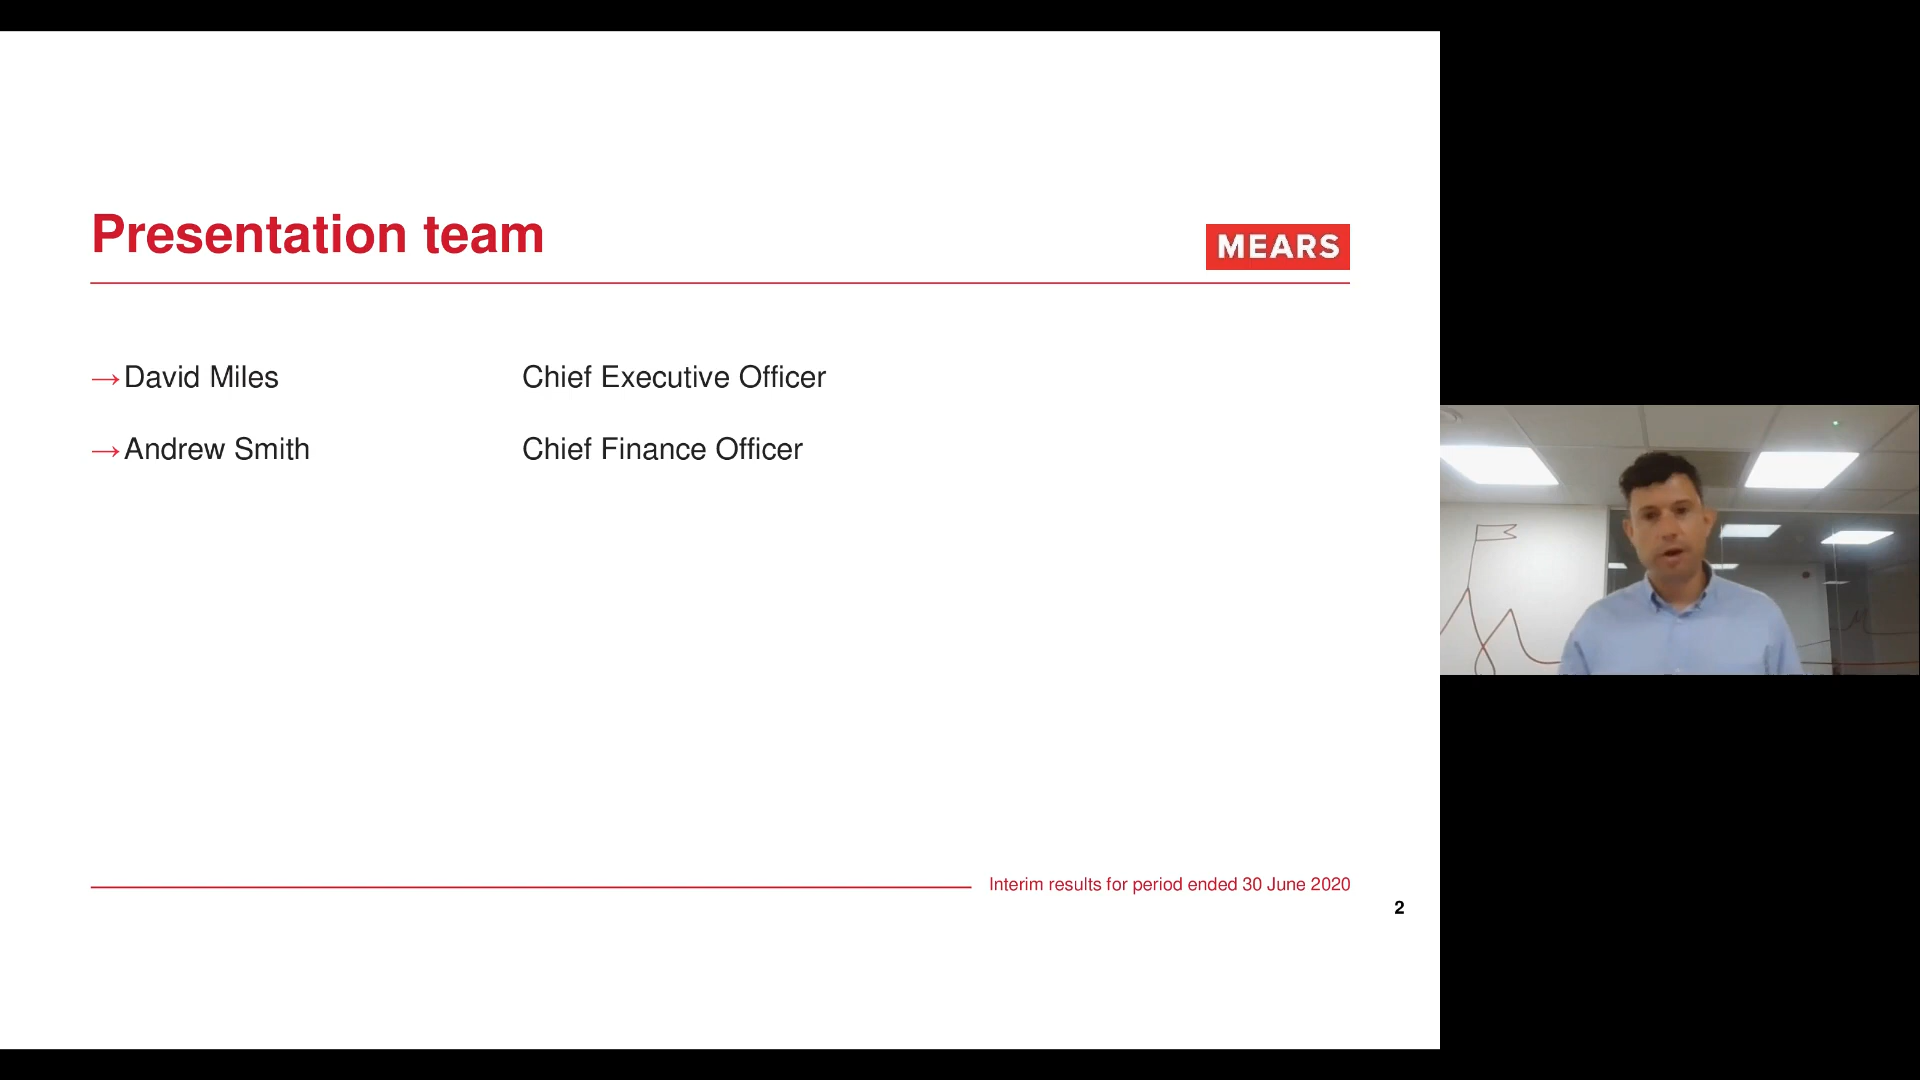 Presentation team
MEARS
→David Miles Chief Executive Officer
→Andrew Smith Chief Finance Officer
Interim results for period ended 30 June 2020
2